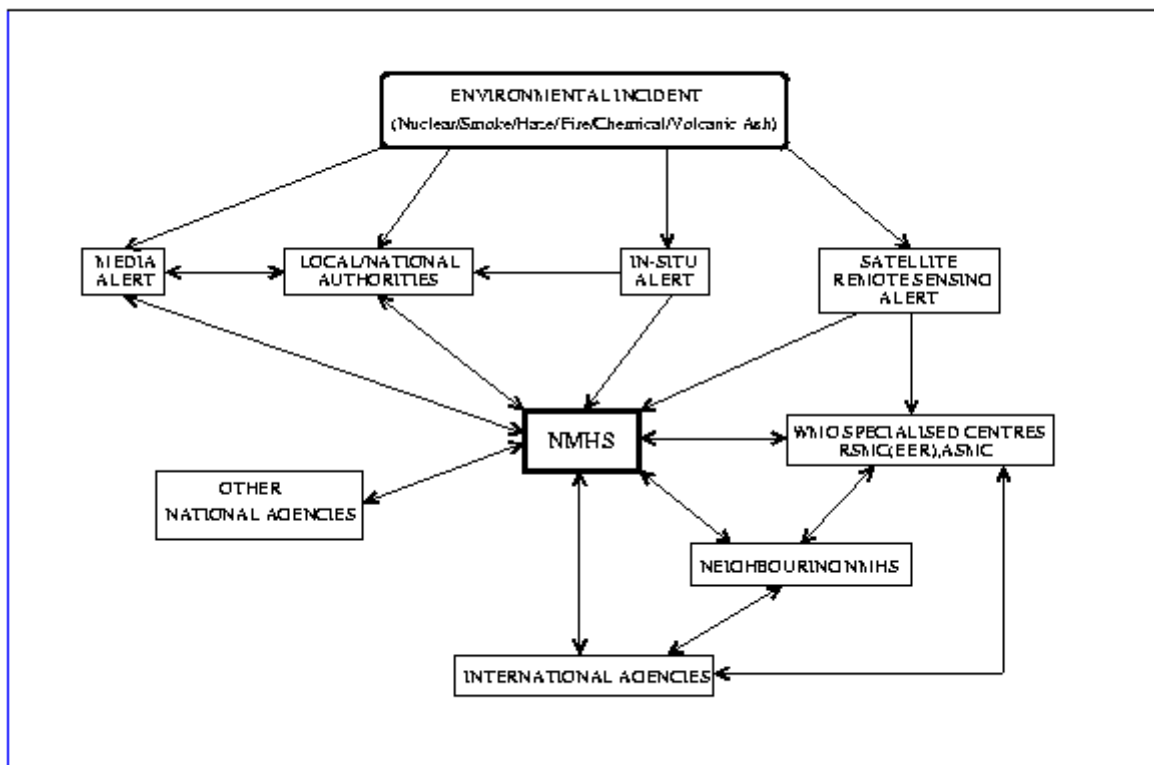 ENVIRONMENTAL INCIDENT
(Nuclear/Smoke/Haze/Fire/Chemical/Volcanic Ash)
MEDIA
ALERT
LOCAL/NATIONAL
AUTHORITIES
IN-SITU
ALERT
SATELLITE
REMOTE SENSING
ALERT
NMHS
WMO SPECIALISED CENTRES
RSMC(EER),ASMC
OTHER
NATIONAL AGENCIES
NEIGHBOURING NMHS
INTERNATIONAL AGENCIES